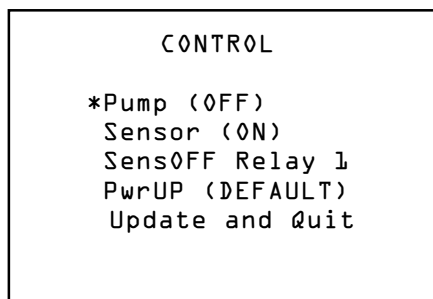 CONTROL
*Pump (OFF)
Sensor (ON)
SensOFF Relay 1
PwrUP (DEFAULT)
Update and Quit